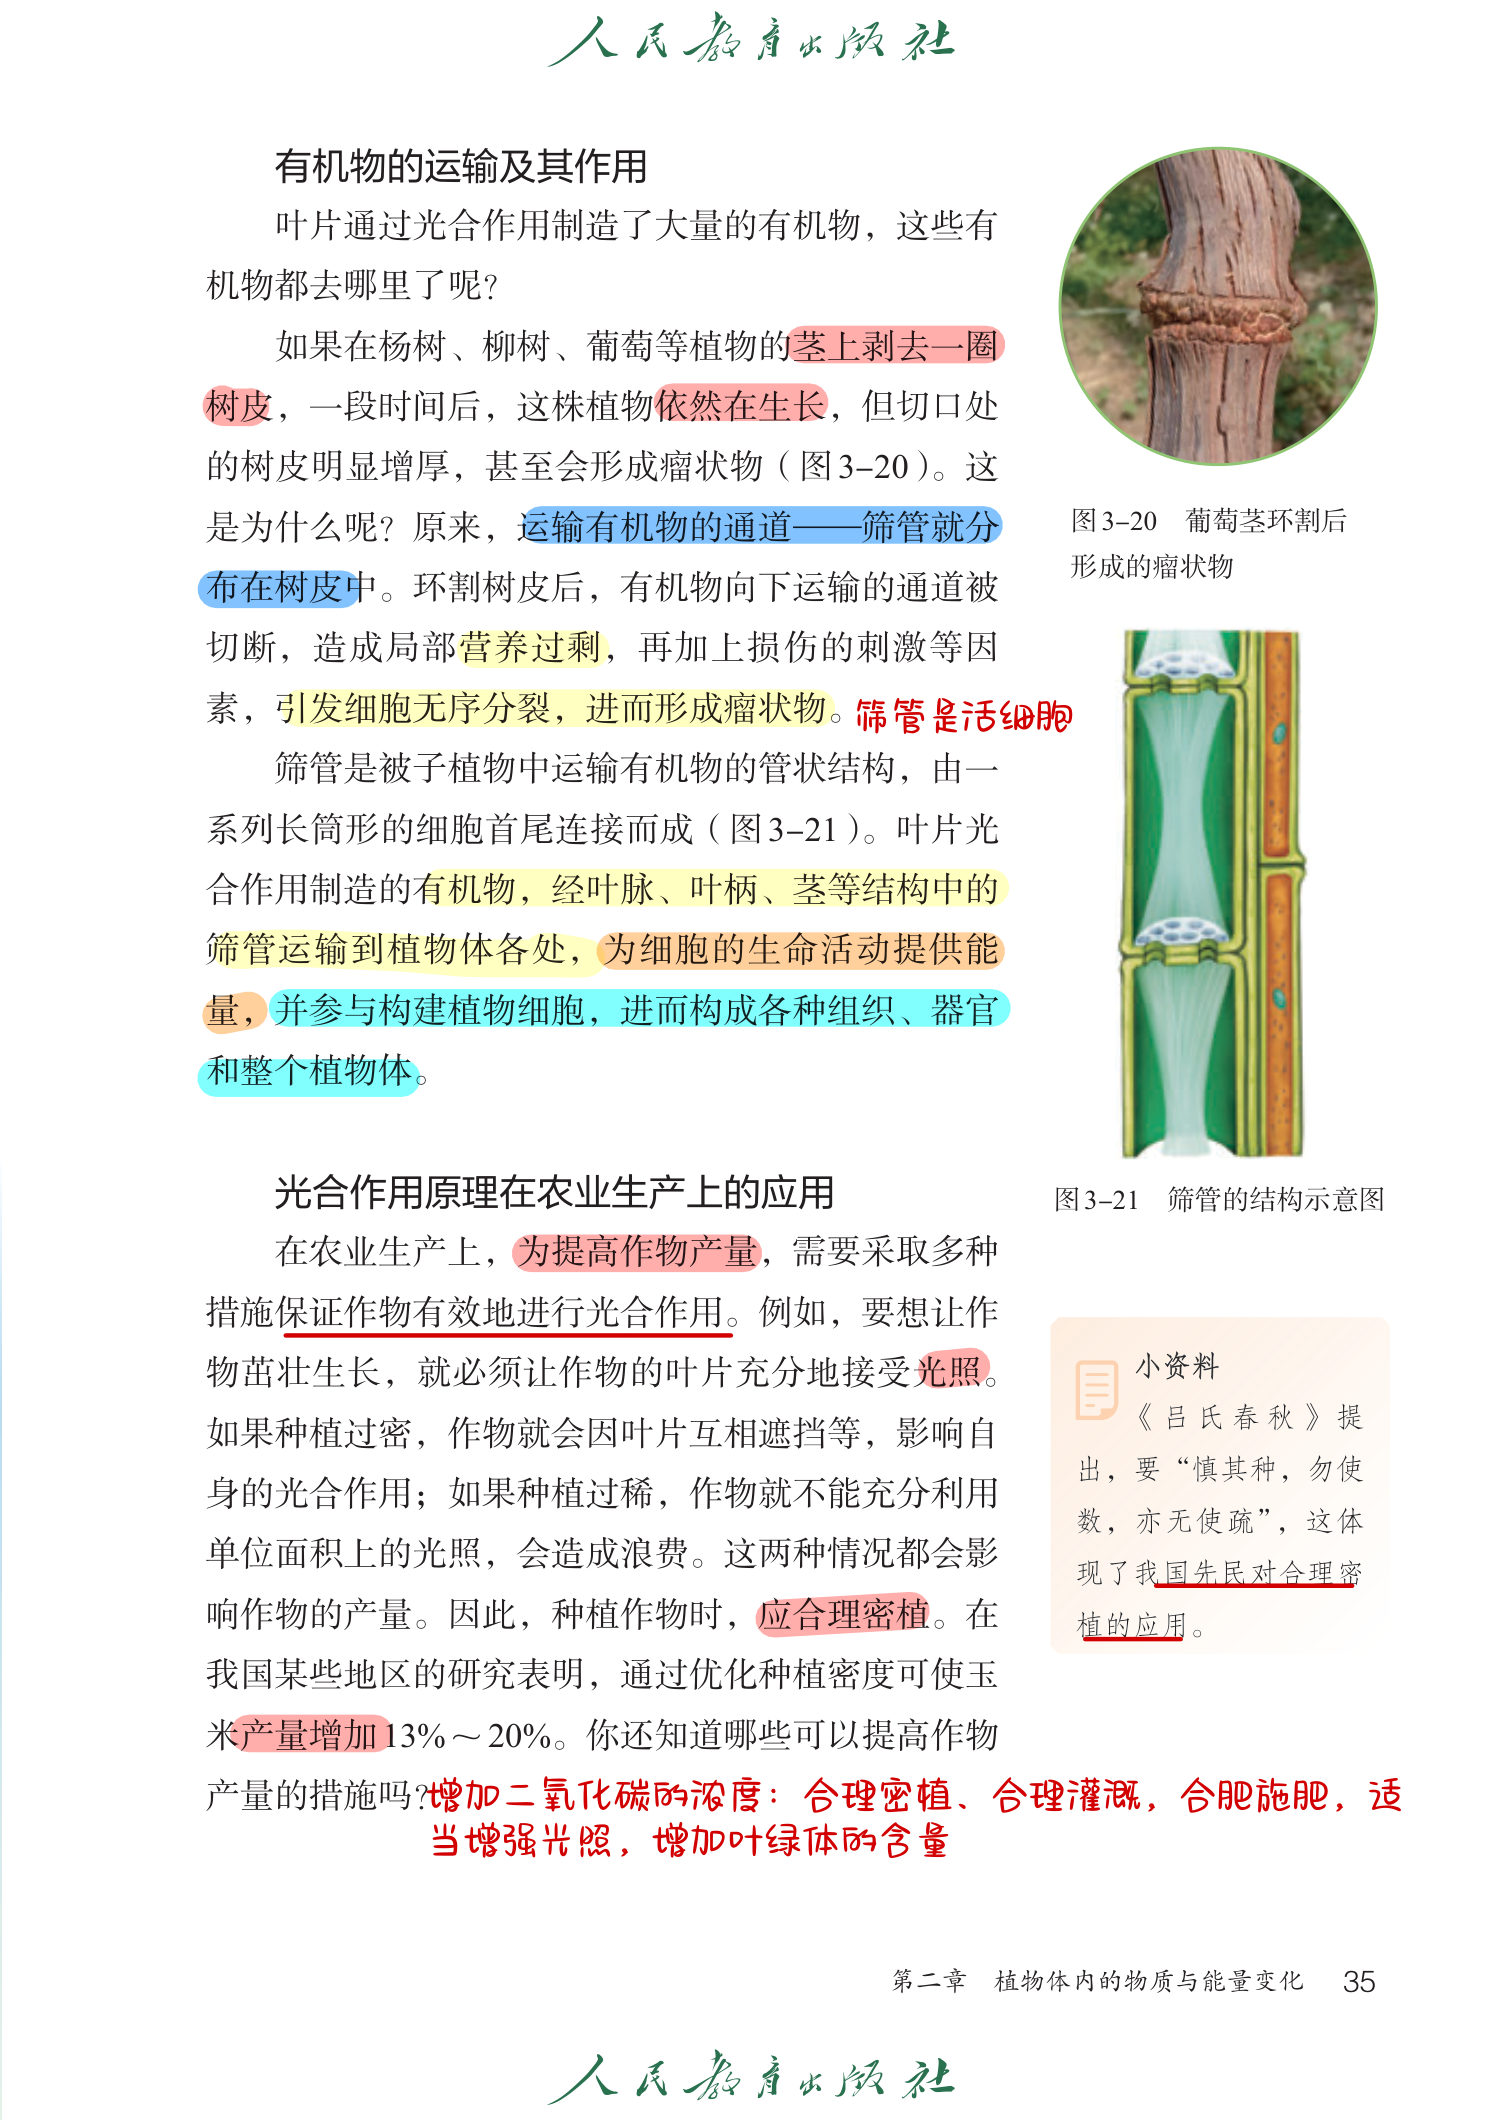 人民教育出版社
有机物的运输及其作用
叶片通过光合作用制造了大量的有机物，这些有
机物都去哪里了呢？
如果在杨树、柳树、葡萄等植物的茎上剥去一圈
树皮，一段时间后，这株植物依然在生长，但切口处
的树皮明显增厚，甚至会形成瘤状物（图3-20）。这
是为什么呢？原来，运输有机物的通道——筛管就分
布在树皮中。环割树皮后，有机物向下运输的通道被
切断，造成局部营养过剩，再加上损伤的刺激等因
素，引发细胞无序分裂，进而形成瘤状物。筛管是活细胞
筛管是被子植物中运输有机物的管状结构，由一
系列长筒形的细胞首尾连接而成（图3-21）。叶片光
合作用制造的有机物，经叶脉、叶柄、茎等结构中的
筛管运输到植物体各处，为细胞的生命活动提供能
量，并参与构建植物细胞，进而构成各种组织、器官
和整个植物体。
图3-20 葡萄茎环割后
形成的瘤状物
图3-21 筛管的结构示意图
光合作用原理在农业生产上的应用
在农业生产上，为提高作物产量，需要采取多种
措施保证作物有效地进行光合作用。例如，要想让作
物茁壮生长，就必须让作物的叶片充分地接受光照。
如果种植过密，作物就会因叶片互相遮挡等，影响自
身的光合作用；如果种植过稀，作物就不能充分利用
单位面积上的光照，会造成浪费。这两种情况都会影
响作物的产量。因此，种植作物时，应合理密植。在
我国某些地区的研究表明，通过优化种植密度可使玉
米产量增加13%～20%。你还知道哪些可以提高作物
产量的措施吗？增加二氧化碳的浓度：合理密植、合理灌溉，合肥施肥，适
当增强光照，增加叶绿体的含量
小资料
《吕氏春秋》提
出，要“慎其种，勿使
数，亦无使疏”，这体
现了我国先民对合理密
植的应用。
第二章 植物体内的物质与能量变化 35
人民教育出版社